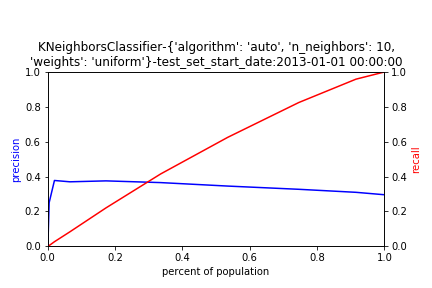 KNeighborsClassifier-{'algorithm': 'auto', 'n_neighbors': 10,
'weights': 'uniform'}-test_set_start_date:2013-01-01 00:00:00
1.0
0.8
0.6
0.4
0.2
0.0
precision
1.0
0.8
0.6
0.4
0.2
0.0
recall
0.0 0.2 0.4 0.6 0.8 1.0
percent of population